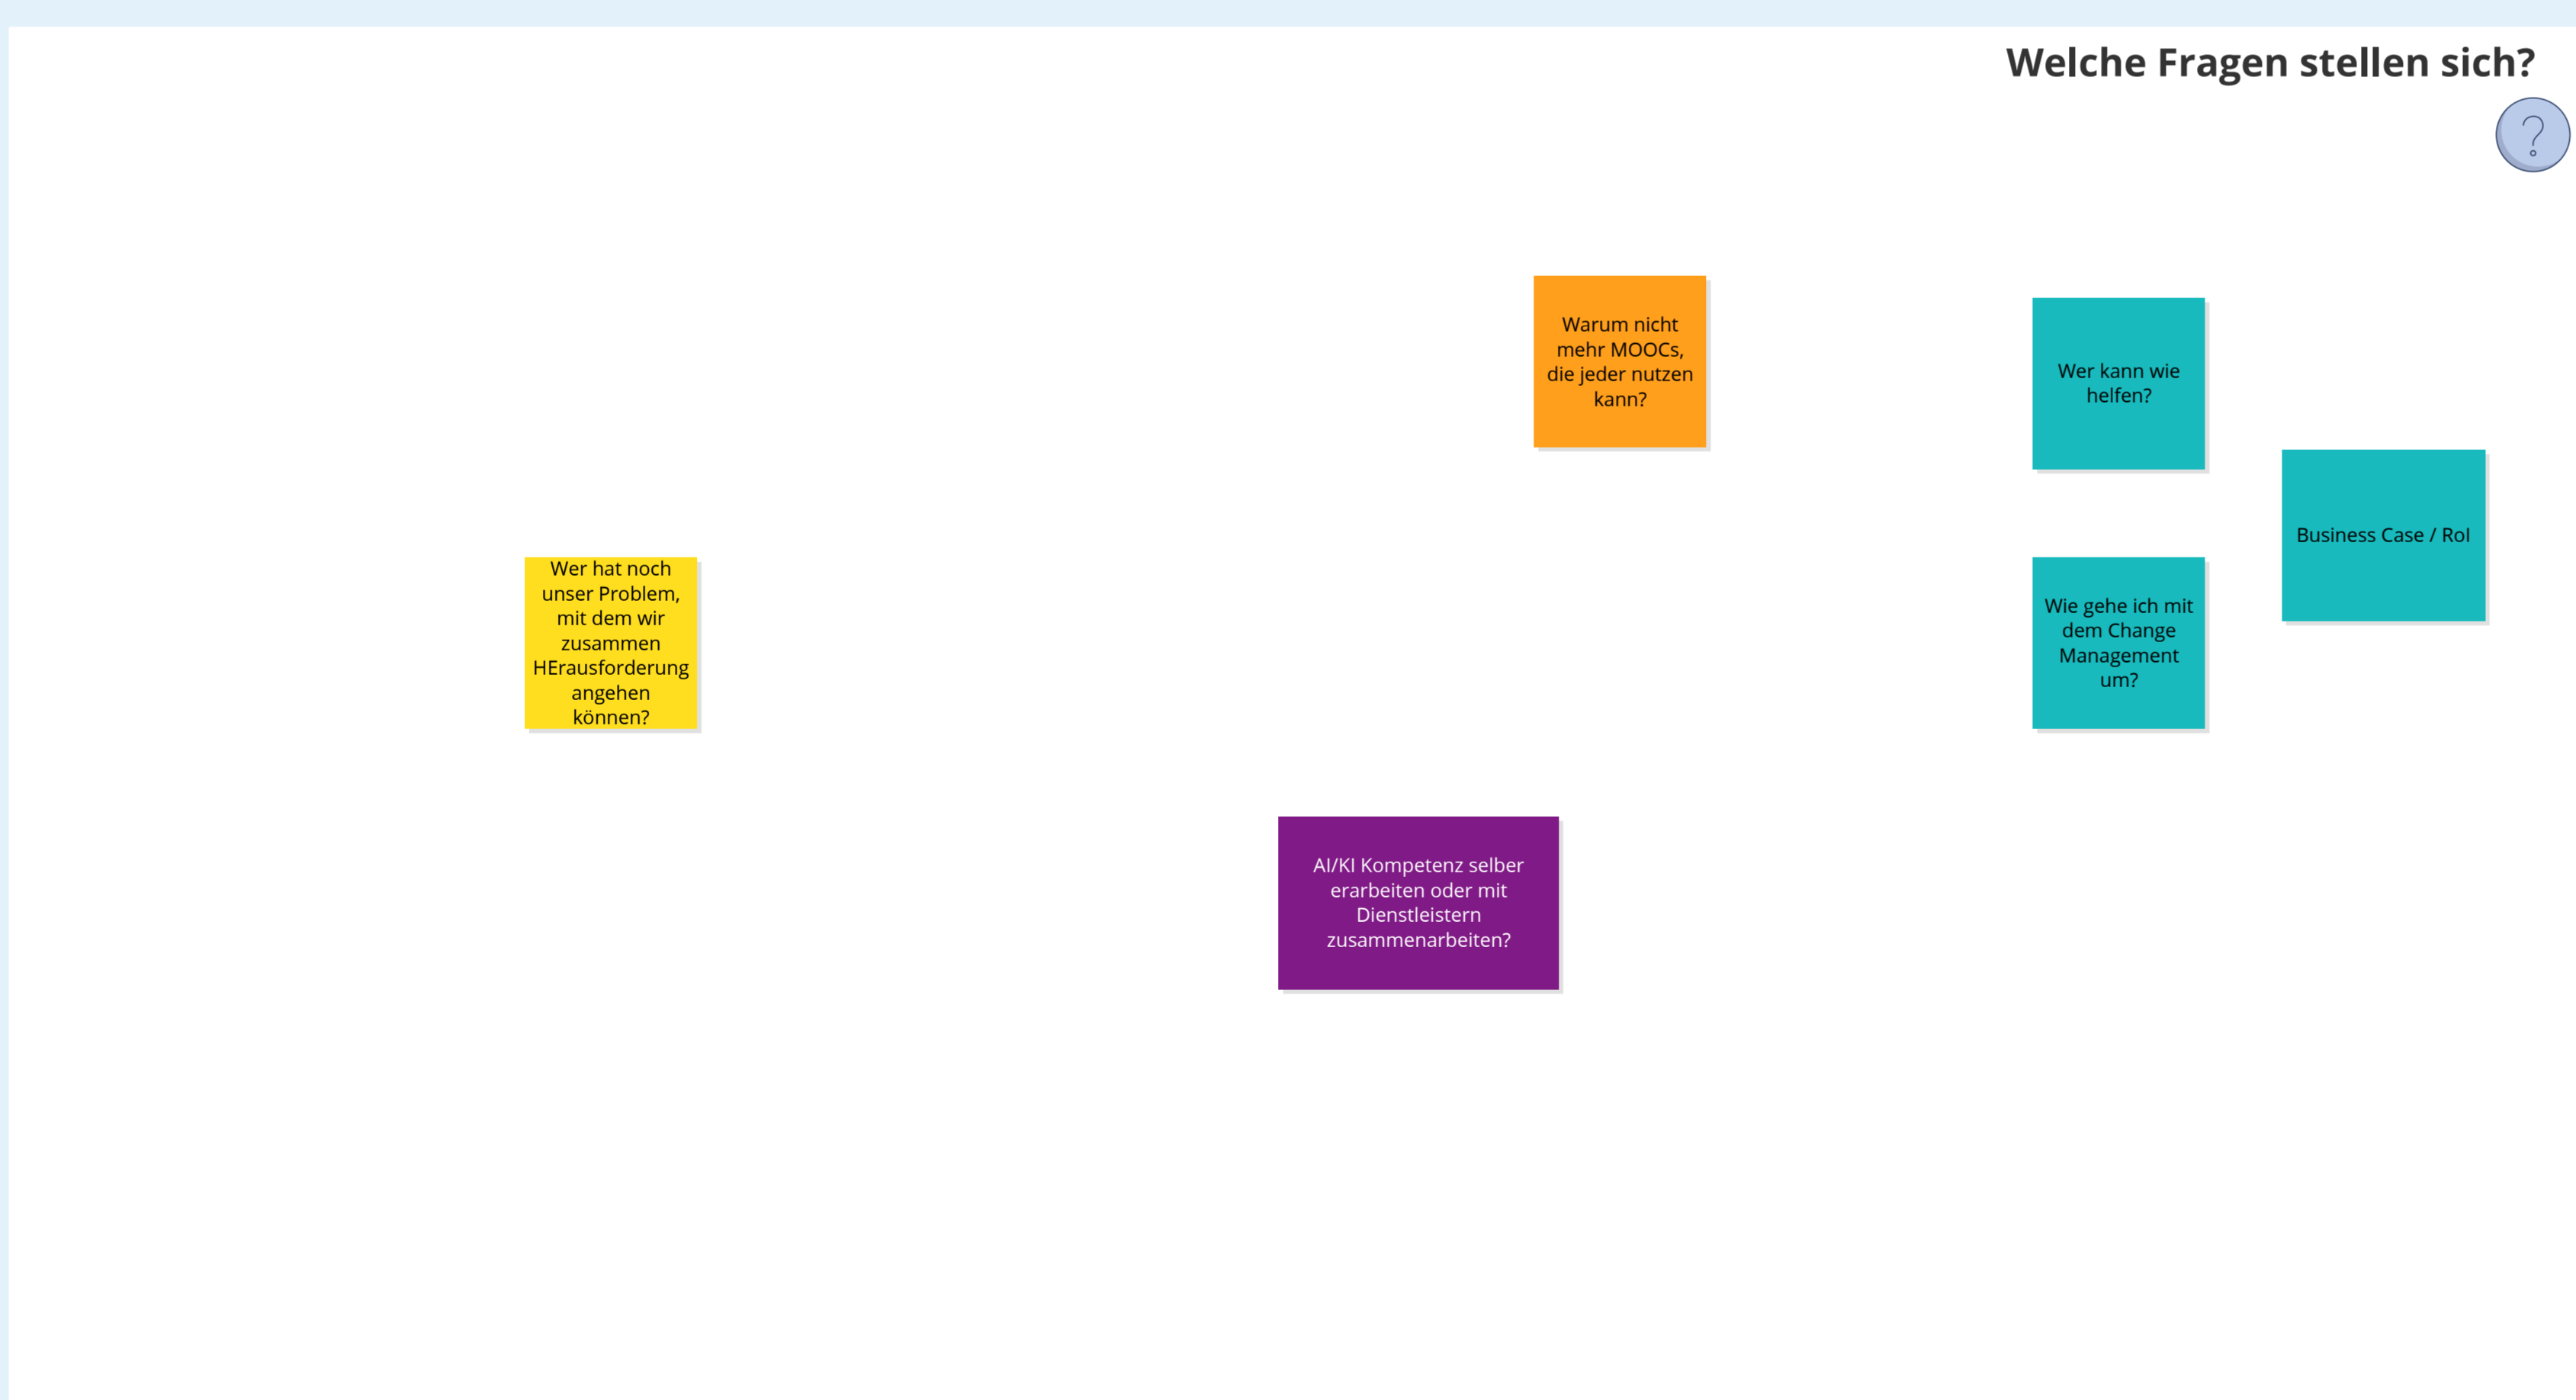 Welche Fragen stellen sich?
?
Warum nicht
mehr MOOCs,
die jeder nutzen
kann?
Wer kann wie
helfen?
Business Case / RoI
Wer hat noch
unser Problem,
mit dem wir
zusammen
HErausforderung
angehen
können?
Wie gehe ich mit
dem Change
Management
um?
AI/KI Kompetenz selber
erarbeiten oder mit
Dienstleistern
zusammenarbeiten?